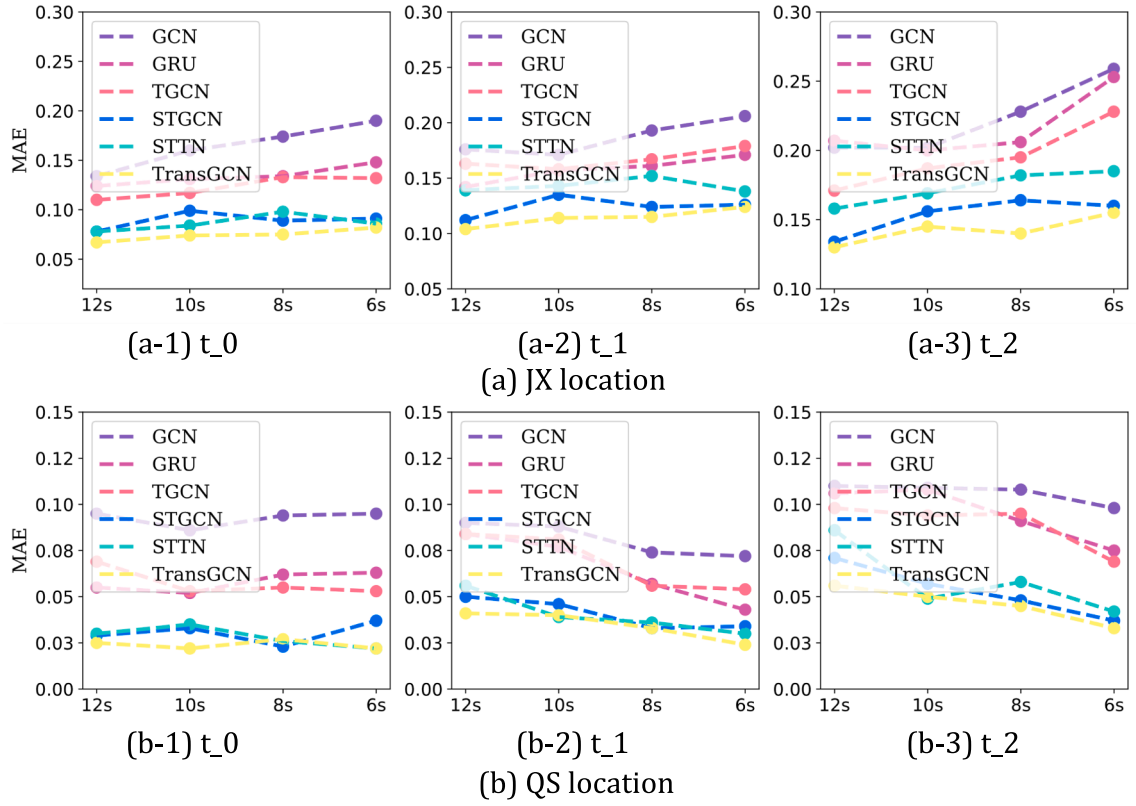 0.30
0.25
0.20
0.15
0.10
0.05
MAE
GCN
GRU
TGCN
STGCN
STTN
TransGCN
12s 10s 8s 6s
(a-1) t_0
0.30
0.25
0.20
0.15
0.10
0.05
GCN
GRU
TGCN
STGCN
STTN
TransGCN
12s 10s 8s 6s
(a-2) t_1
0.30
0.25
0.20
0.15
0.10
GCN
GRU
TGCN
STGCN
STTN
TransGCN
12s 10s 8s 6s
(a-3) t_2
(a) JX location
0.15
0.12
0.10
0.08
0.05
0.03
0.00
MAE
GCN
GRU
TGCN
STGCN
STTN
TransGCN
12s 10s 8s 6s
(b-1) t_0
0.15
0.12
0.10
0.08
0.05
0.03
0.00
GCN
GRU
TGCN
STGCN
STTN
TransGCN
12s 10s 8s 6s
(b-2) t_1
0.15
0.12
0.10
0.08
0.05
0.03
0.00
GCN
GRU
TGCN
STGCN
STTN
TransGCN
12s 10s 8s 6s
(b-3) t_2
(b) QS location